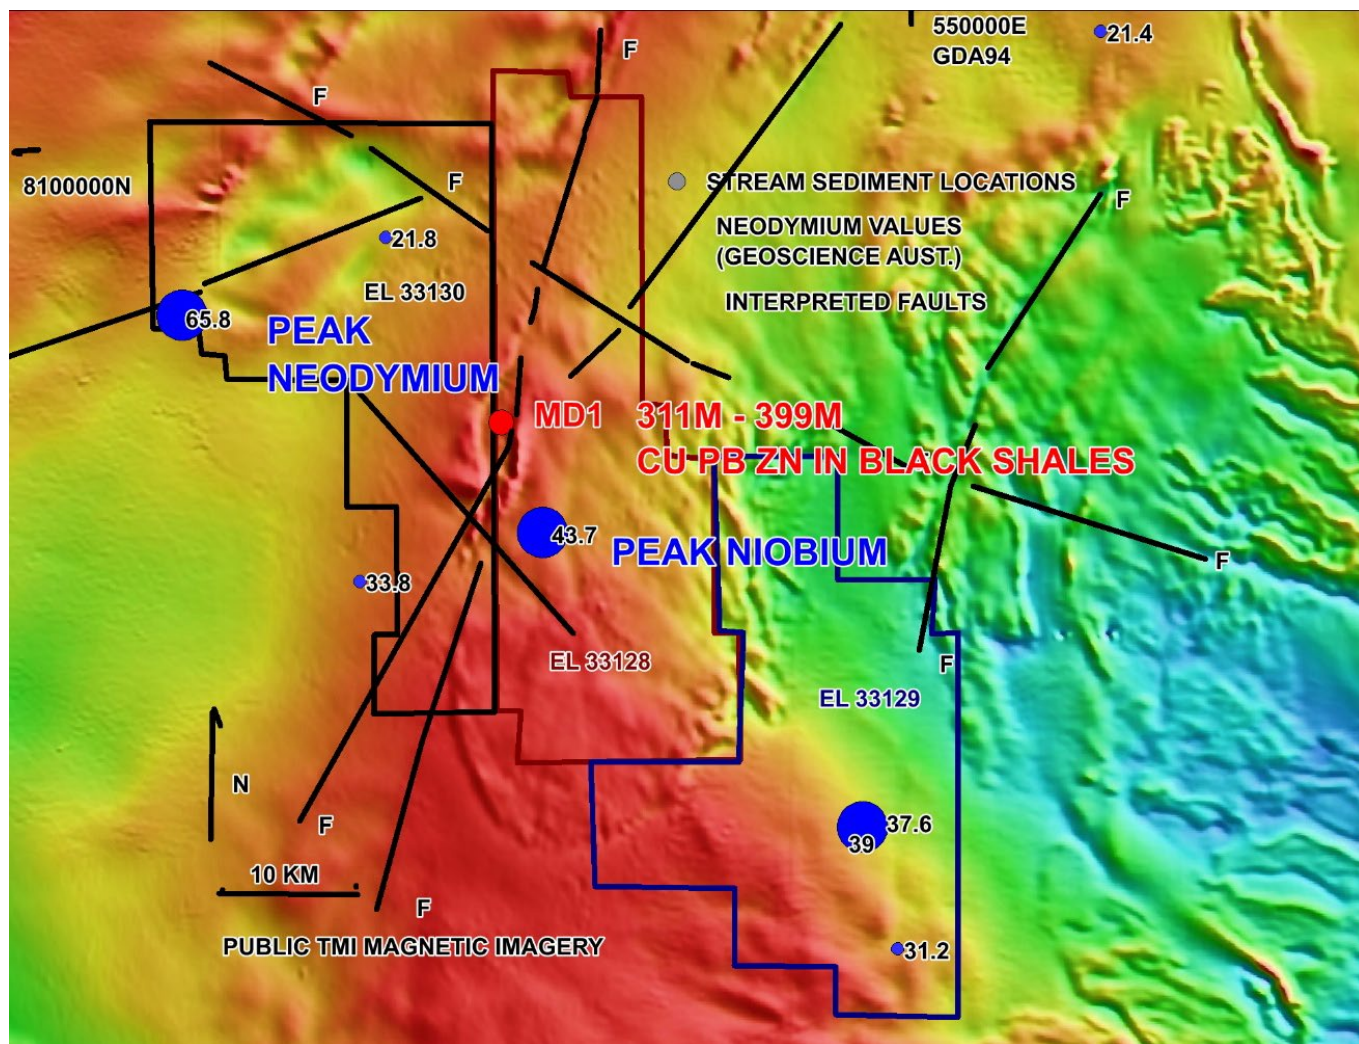 550000E
GDA94
21.4
F
F
8100000N
F
STREAM SEDIMENT LOCATIONS
F
NEODYMIUM VALUES
(GEOSCIENCE AUST.)
21.8
EL 33130
INTERPRETED FAULTS
65.8
PEAK
NEODYMIUM
MD1
311M - 399M
CU PB ZN IN BLACK SHALES
43.7
PEAK NIOBIUM
F
33.8
EL 33128
F
EL 33129
N
F
37.6
39
10 KM
F
PUBLIC TMI MAGNETIC IMAGERY
31.2